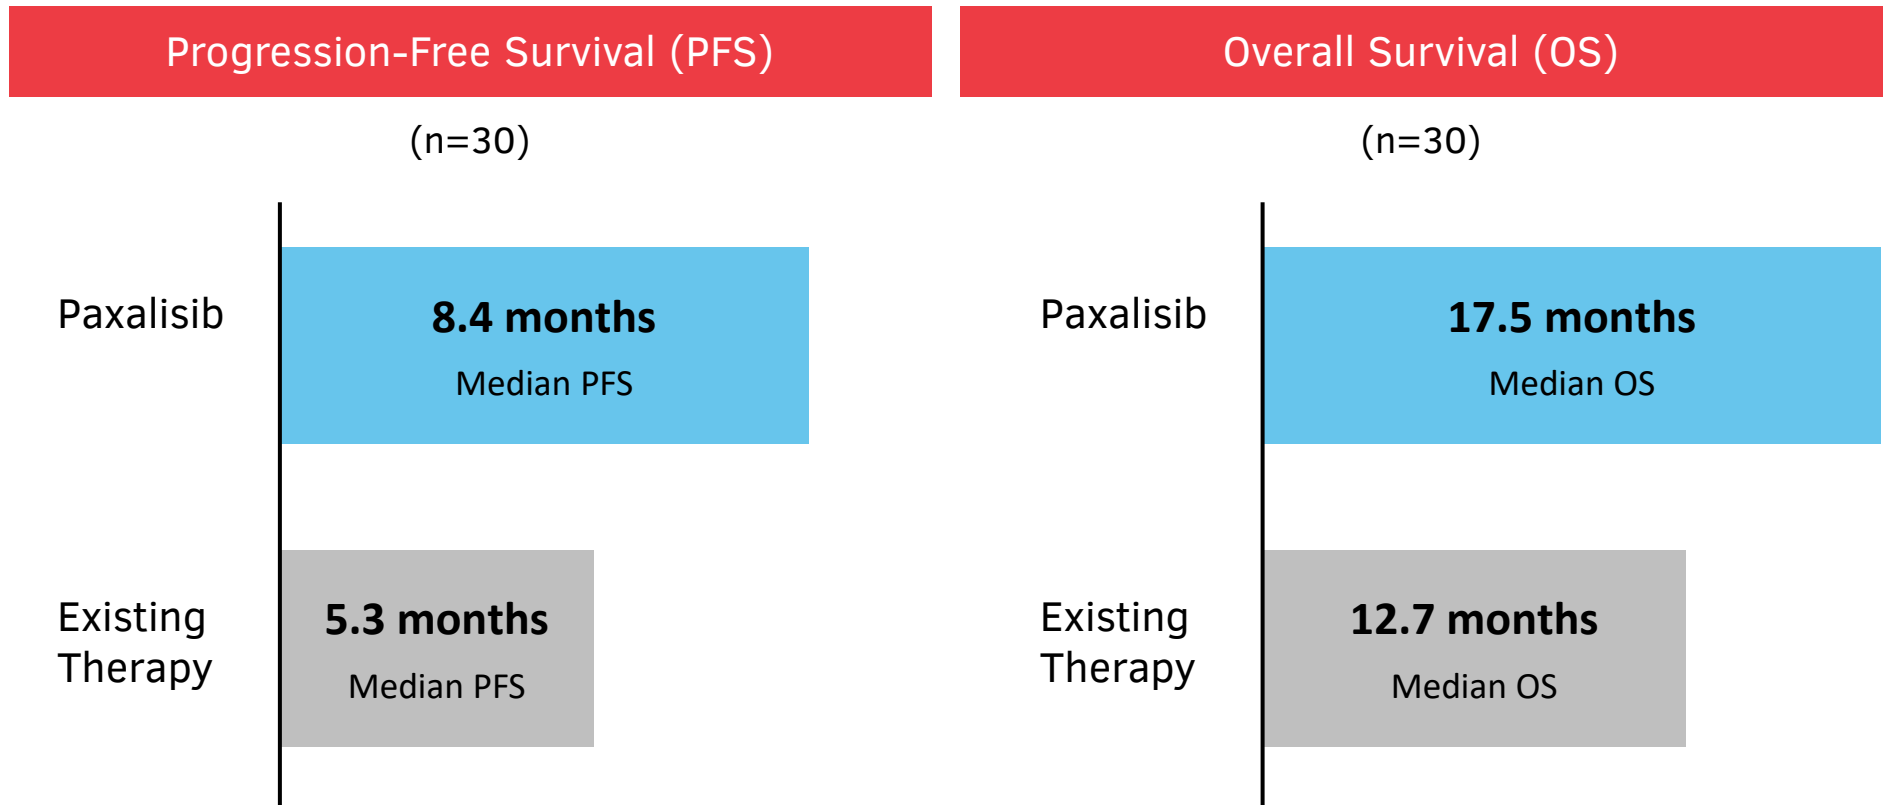 Progression-Free Survival (PFS)
(n=30)
Paxalisib
8.4 months
Median PFS
Existing
Therapy
5.3 months
Median PFS
Overall Survival (OS)
(n=30)
Paxalisib
17.5 months
Median OS
Existing
Therapy
12.7 months
Median OS